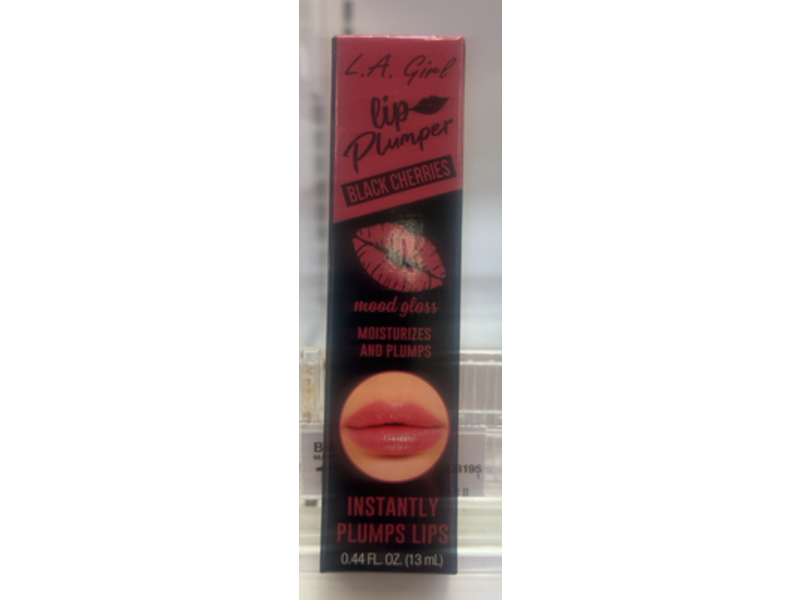 L.A. Girl
lip
Plumper
BLACK CHERRIES
mood gloss
MOISTURIZES
AND PLUMPS
INSTANTLY
PLUMPS LIPS
0.44 FL. OZ. (13 mL)